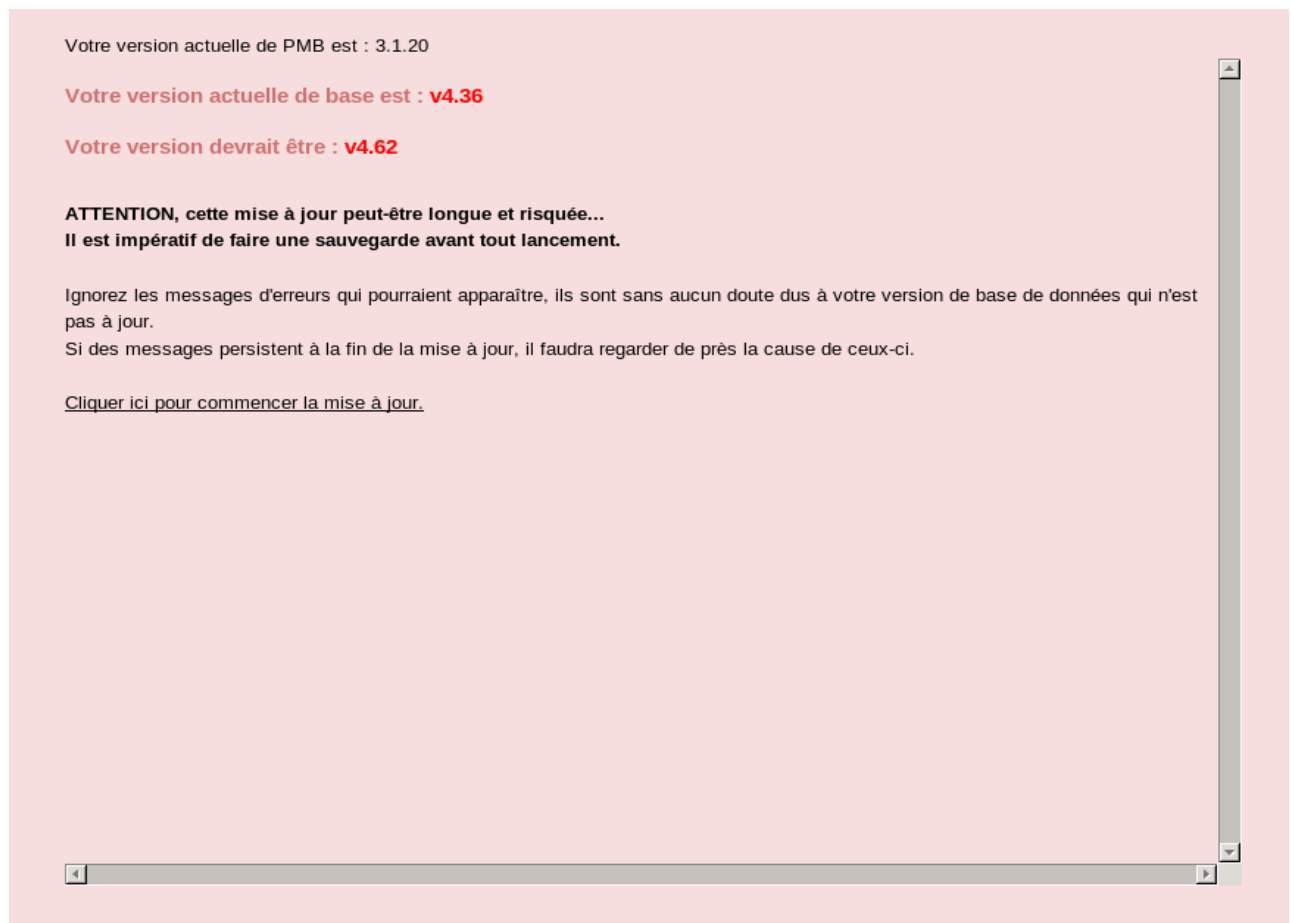 Votre version actuelle de PMB est : 3.1.20
Votre version actuelle de base est : v4.36
Votre version devrait être : v4.62
ATTENTION, cette mise à jour peut-être longue et risquée...
Il est impératif de faire une sauvegarde avant tout lancement.
Ignorez les messages d'erreurs qui pourraient apparaître, ils sont sans aucun doute dus à votre version de base de données qui n'est
pas à jour.
Si des messages persistent à la fin de la mise à jour, il faudra regarder de près la cause de ceux-ci.
Cliquer ici pour commencer la mise à jour.